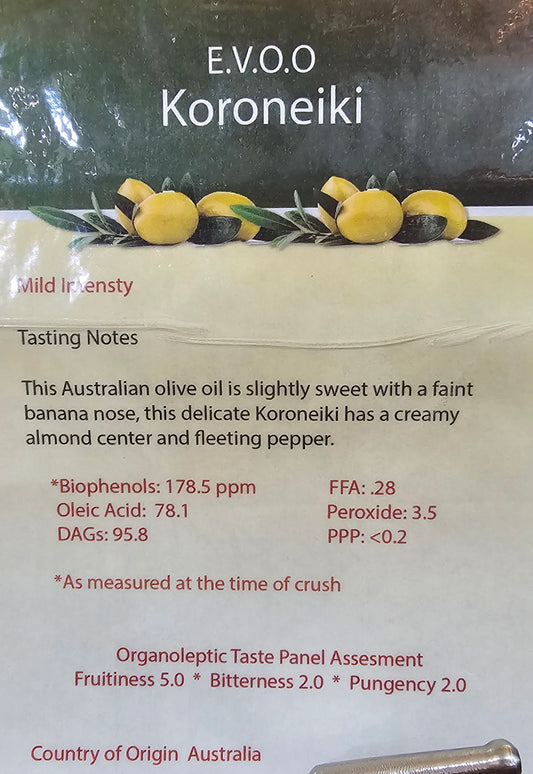 E.V.O.O
Koroneiki
Mild Intensty
Tasting Notes
This Australian olive oil is slightly sweet with a faint
banana nose, this delicate Koroneiki has a creamy
almond center and fleeting pepper.
*Biophenols: 178.5 ppm FFA: .28
Oleic Acid: 78.1 Peroxide: 3.5
DAGs: 95.8 PPP: <0.2
*As measured at the time of crush
Organoleptic Taste Panel Assesment
Fruitiness 5.0 * Bitterness 2.0 * Pungency 2.0
Country of Origin Australia